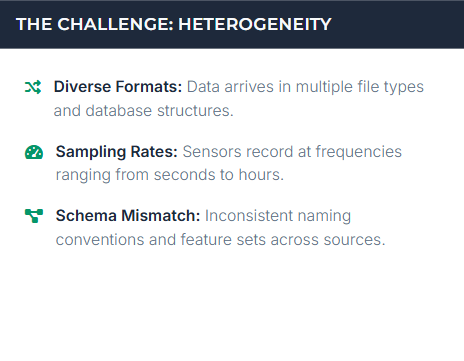 THE CHALLENGE: HETEROGENEITY
Diverse Formats: Data arrives in multiple file types
and database structures.
Sampling Rates: Sensors record at frequencies
ranging from seconds to hours.
Schema Mismatch: Inconsistent naming
conventions and feature sets across sources.